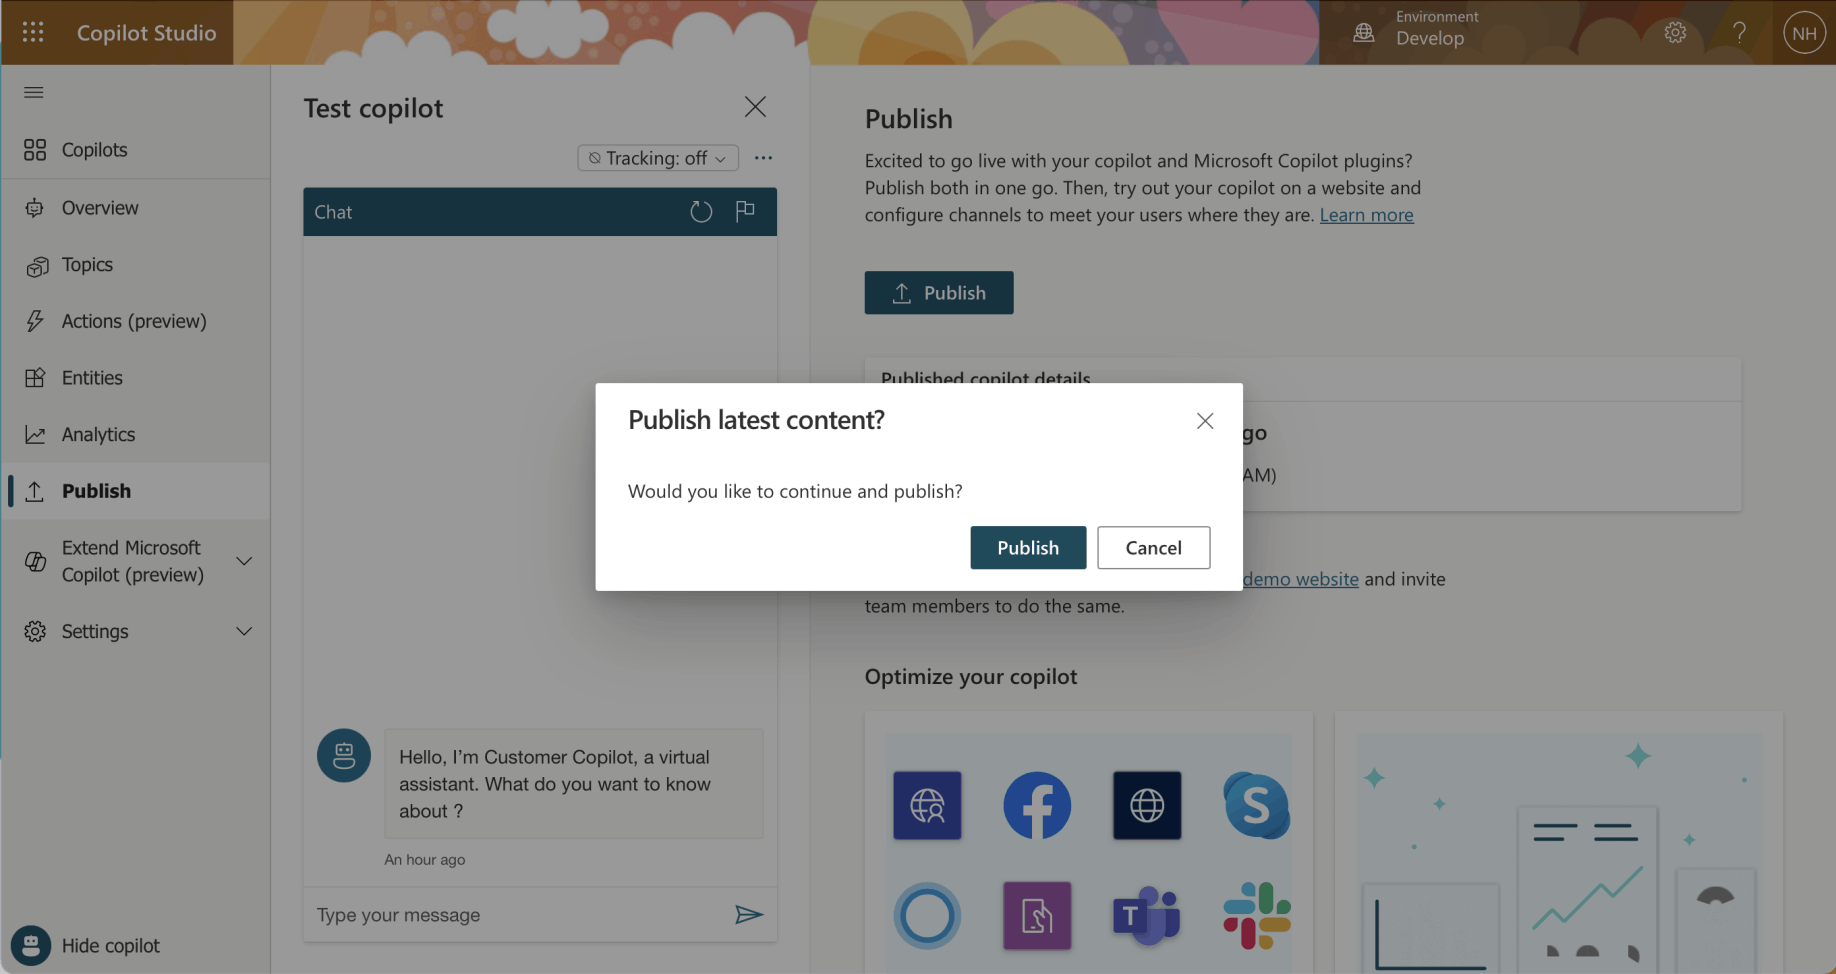 Copilot Studio
Environment
Develop
?
NH
Copilots
Overview
Topics
Actions (preview)
Entities
Analytics
Publish
Extend Microsoft
Copilot (preview)
Settings
Hide copilot
Test copilot
Tracking: off
Chat
Hello, I'm Customer Copilot, a virtual
assistant. What do you want to know
about ?
An hour ago
Type your message
Publish
Excited to go live with your copilot and Microsoft Copilot plugins?
Publish both in one go. Then, try out your copilot on a website and
configure channels to meet your users where they are. Learn more
Publish
Published copilot details
go
AM)
Publish latest content?
Would you like to continue and publish?
Publish
Cancel
demo website and invite
team members to do the same.
Optimize your copilot
S
T